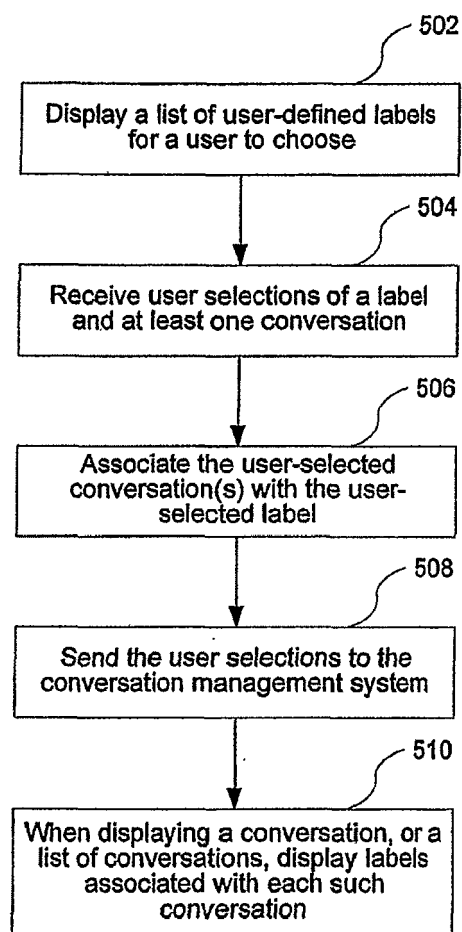 502
Display a list of user-defined labels
for a user to choose
504
Receive user selections of a label
and at least one conversation
506
Associate the user-selected
conversation(s) with the user-
selected label
508
Send the user selections to the
conversation management system
510
When displaying a conversation, or a
list of conversations, display labels
associated with each such
conversation